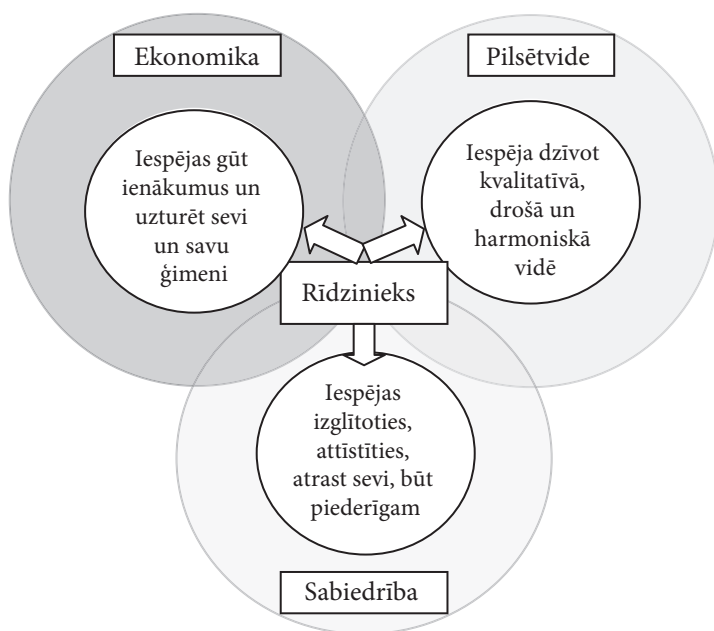 Ekonomika
Pilsētvide
Iespējas gūt
ienākumus un
uzturēt sevi
un savu
ģimeni
Iespēja dzīvot
kvalitatīvā,
drošā un
harmoniskā
vidē
Rīdzinieks
Iespējas
izglītoties,
attīstīties,
atrast sevi, būt
piederīgam
Sabiedrība